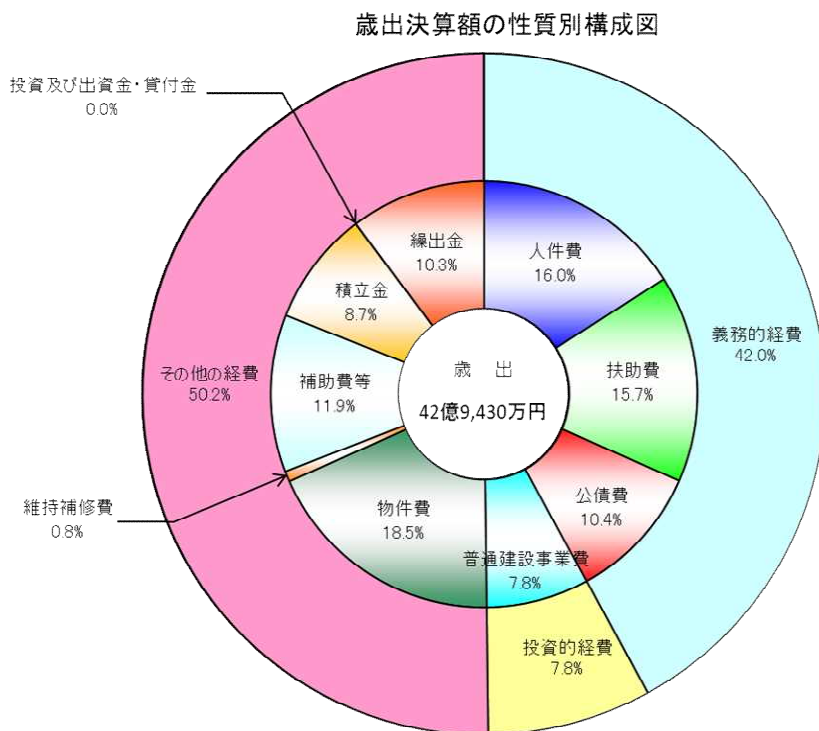 歳出決算額の性質別構成図
投資及び出資金・貸付金
0.0%
繰出金
10.3%
人件費
16.0%
積立金
8.7%
義務的経費
42.0%
歳　出
42億9,430万円
扶助費
15.7%
その他の経費
50.2%
補助費等
11.9%
維持補修費
0.8%
物件費
18.5%
公債費
10.4%
普通建設事業費
7.8%
投資的経費
7.8%